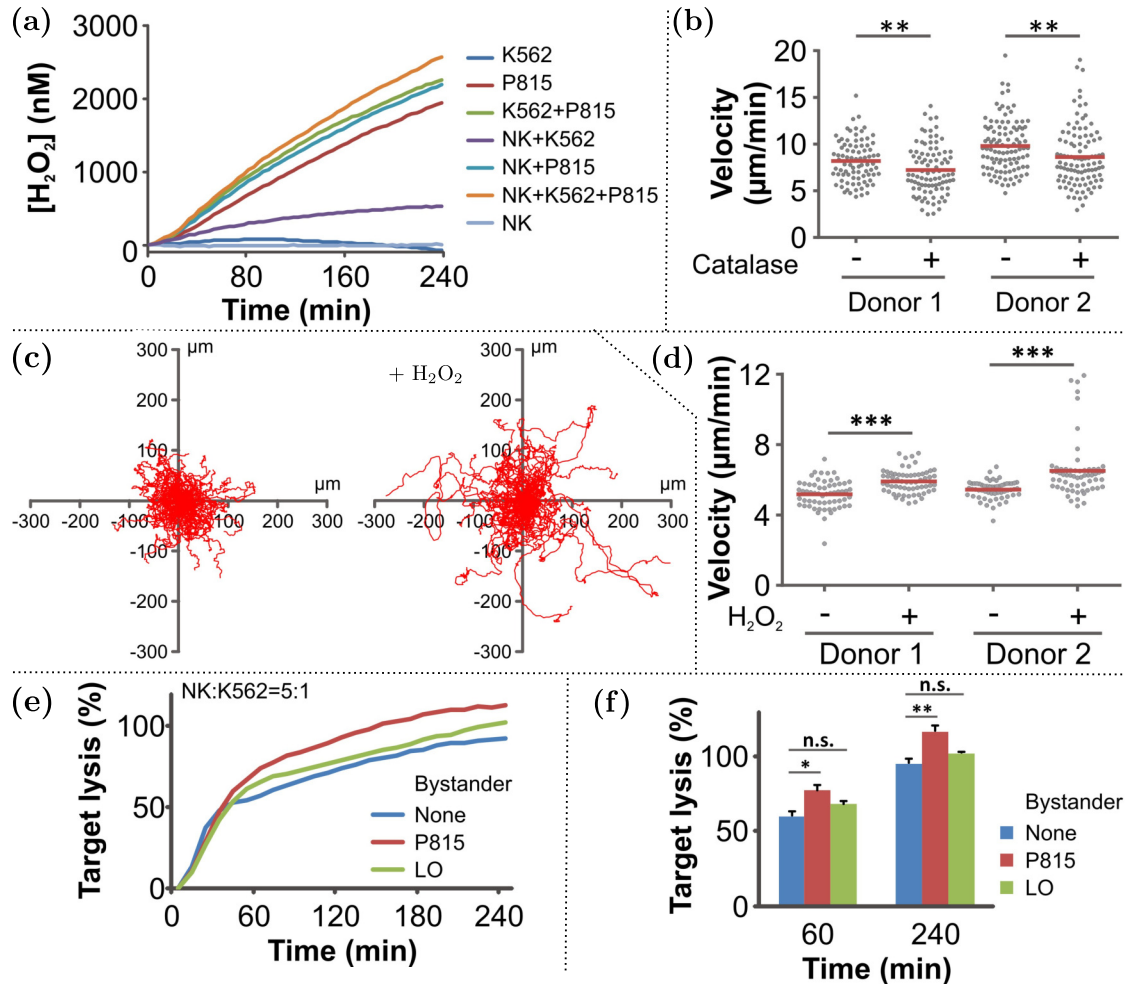 (a)
3000
2000
1000
0
[H₂O₂] (nM)
0 80 160 240
Time (min)
K562
P815
K562+P815
NK+K562
NK+P815
NK+K562+P815
NK
(b)
** **
20
15
10
5
0
Velocity
(µm/min)
Catalase - + - +
Donor 1 Donor 2
(c)
300 µm
200
100
-100
-200
-300
-300 -200 -100 100 200 300
µm
+ H₂O₂
300 µm
200
100
-100
-200
-300
-300 -200 -100 100 200 300
µm
(d)
*** ***
12
8
4
0
Velocity (µm/min)
H₂O₂ - + - +
Donor 1 Donor 2
(e)
NK:K562=5:1
100
50
0
Target lysis (%)
Bystander
None
P815
LO
0 60 120 180 240
Time (min)
(f)
n.s.
**
n.s.
*
100
50
0
Target lysis (%)
Bystander
None
P815
LO
60 240
Time (min)